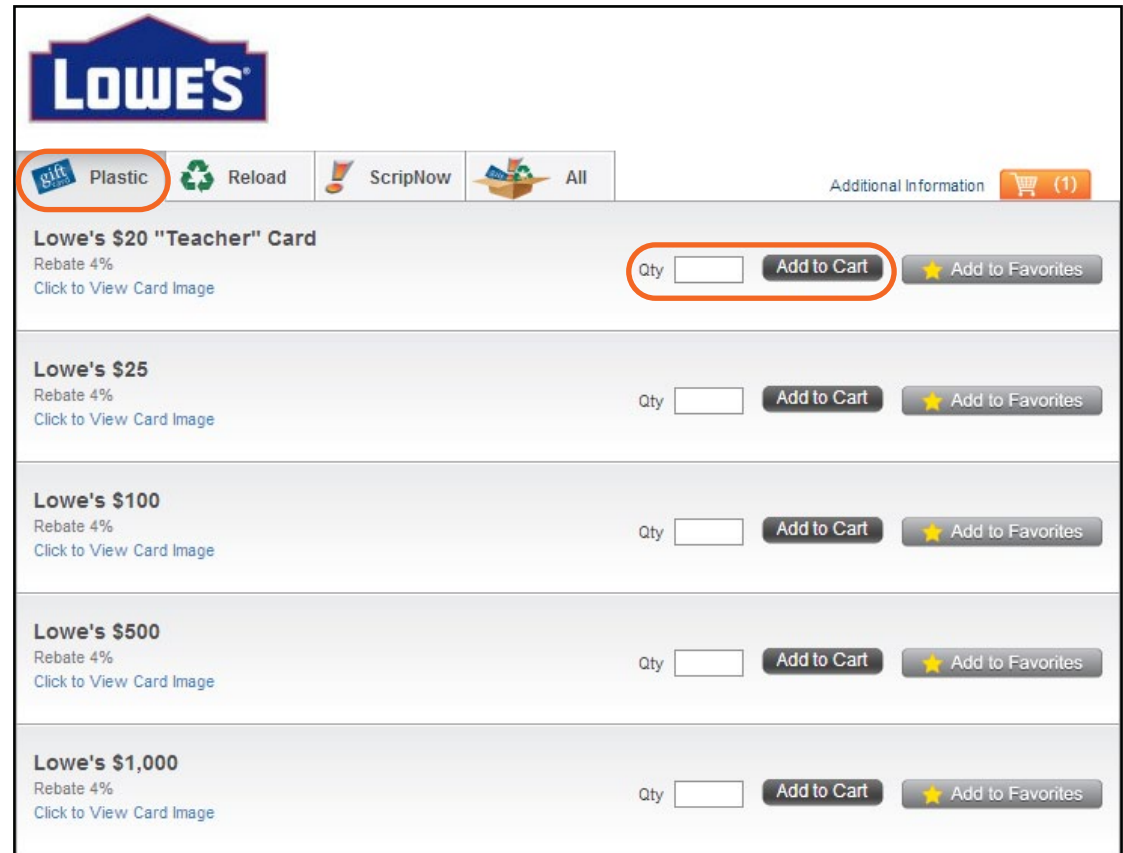 LOWE'S
gift card Plastic Reload ScripNow All
Additional Information (1)
Lowe's $20 "Teacher" Card
Rebate 4%
Click to View Card Image
Qty Add to Cart Add to Favorites
Lowe's $25
Rebate 4%
Click to View Card Image
Qty Add to Cart Add to Favorites
Lowe's $100
Rebate 4%
Click to View Card Image
Qty Add to Cart Add to Favorites
Lowe's $500
Rebate 4%
Click to View Card Image
Qty Add to Cart Add to Favorites
Lowe's $1,000
Rebate 4%
Click to View Card Image
Qty Add to Cart Add to Favorites